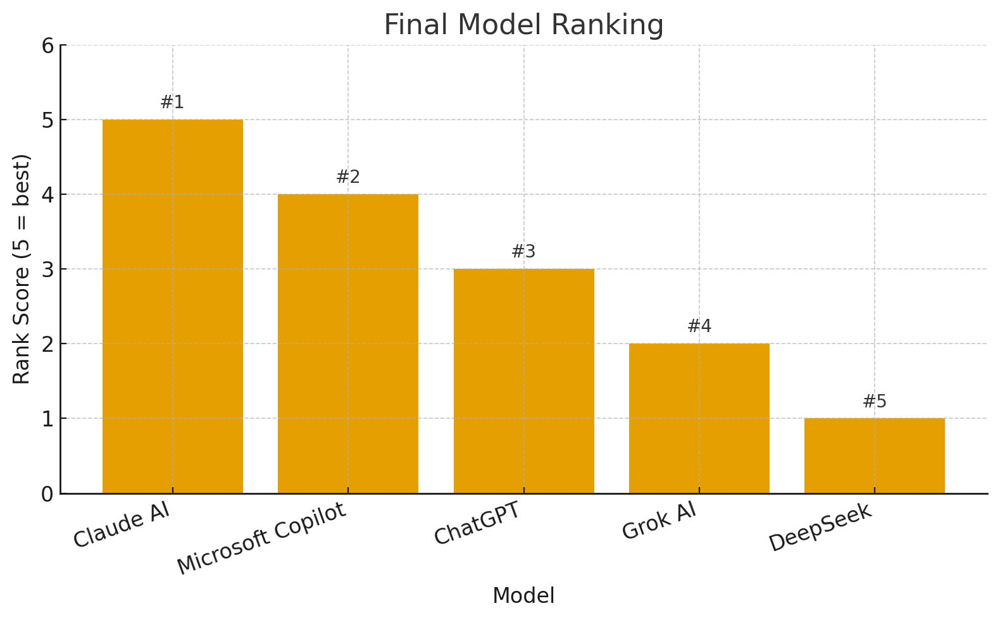 Final Model Ranking
Rank Score (5 = best)
6
5
4
3
2
1
0
#1
#2
#3
#4
#5
Claude AI
Microsoft Copilot
ChatGPT
Grok AI
DeepSeek
Model